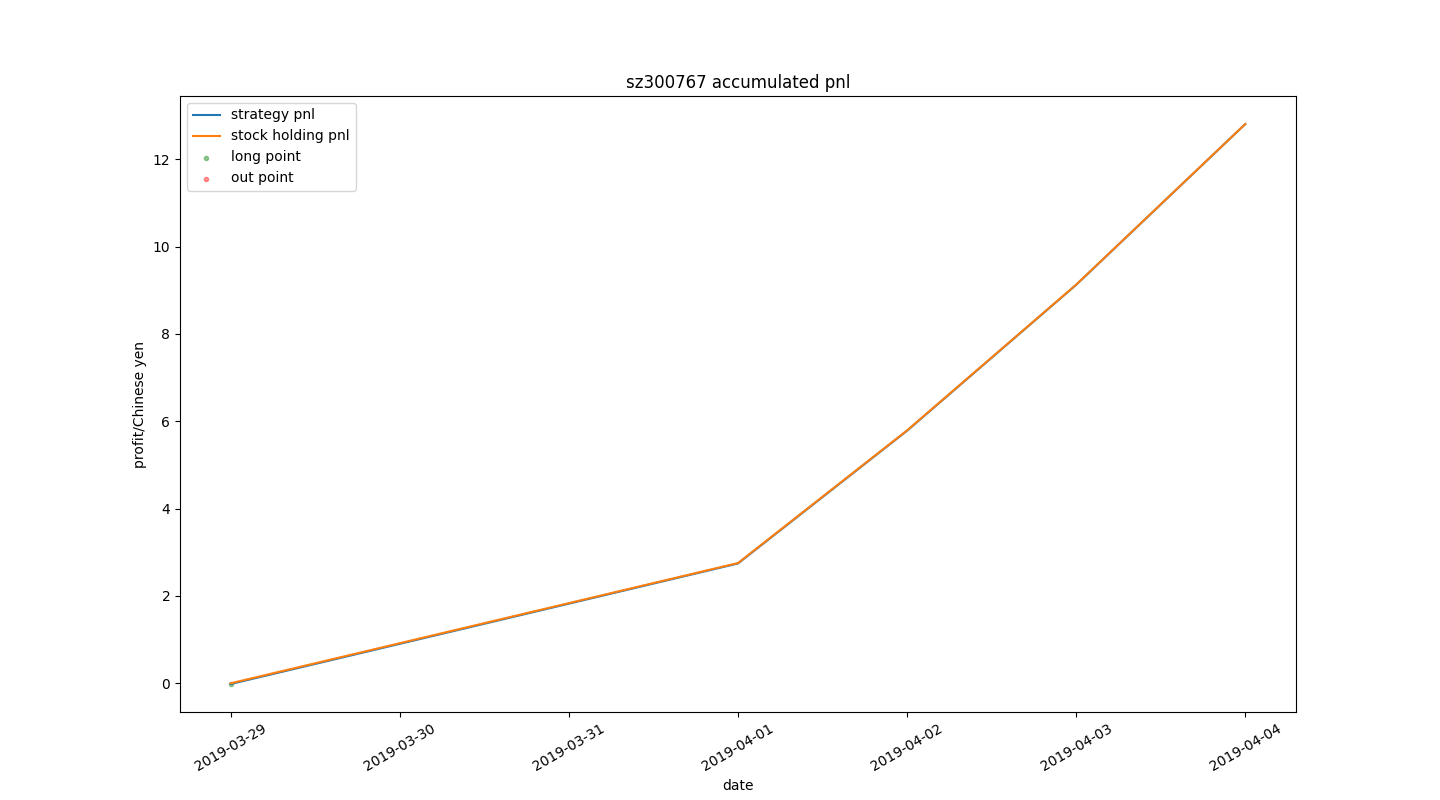 sz300767 accumulated pnl
strategy pnl
stock holding pnl
long point
out point
profit/Chinese yen
12
10
8
6
4
2
0
2019-03-29
2019-03-30
2019-03-31
2019-04-01
2019-04-02
2019-04-03
2019-04-04
date